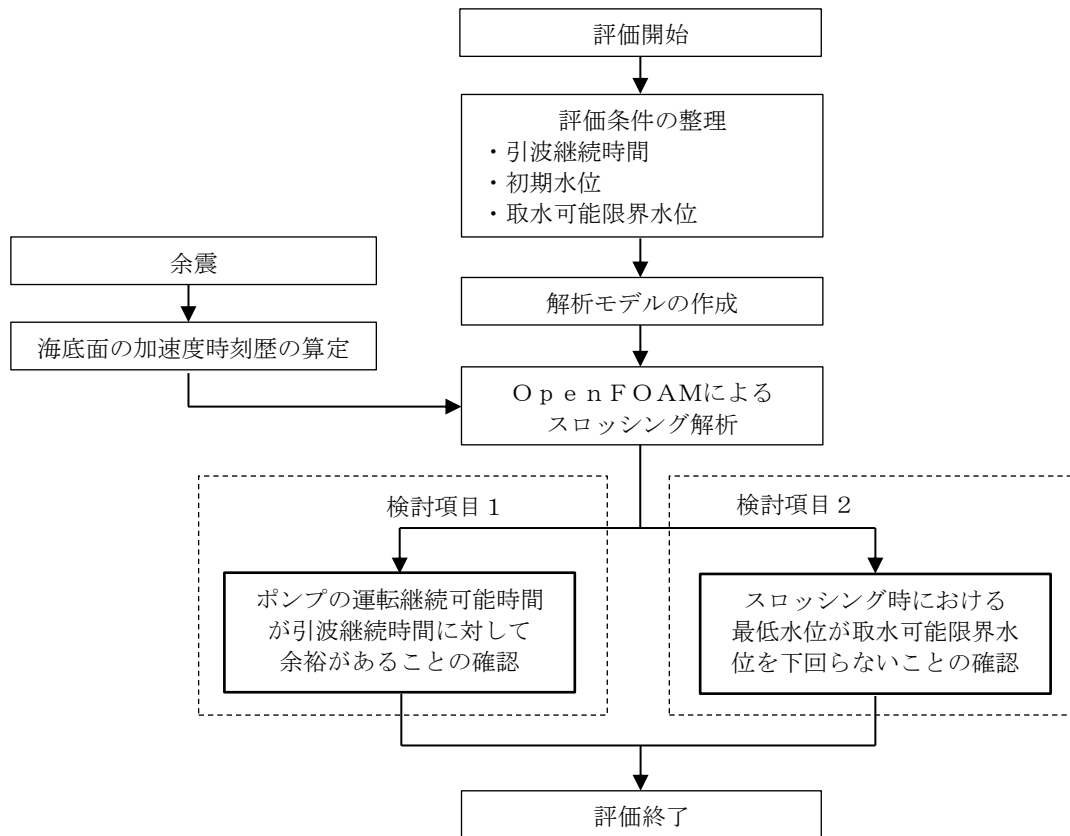 評価開始
評価条件の整理
・引波継続時間
・初期水位
・取水可能限界水位
余震
解析モデルの作成
海底面の加速度時刻歴の算定
ＯｐｅｎＦＯＡＭによる
スロッシング解析
検討項目１
検討項目２
ポンプの運転継続可能時間
が引波継続時間に対して
余裕があることの確認
スロッシング時における
最低水位が取水可能限界水
位を下回らないことの確認
評価終了